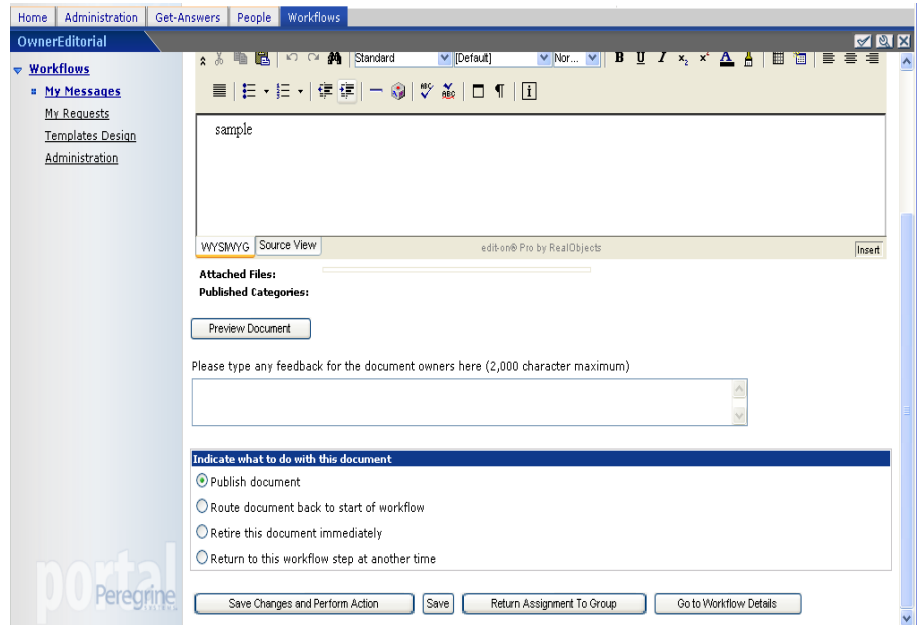 Home Administration Get-Answers People Workflows
OwnerEditorial
Workflows
My Messages
My Requests
Templates Design
Administration
Standard [Default] Nor... B U I x₂ xˣ A
ABC ABC ¶ i
sample
WYSIWYG Source View edit-on® Pro by RealObjects Insert
Attached Files:
Published Categories:
Preview Document
Please type any feedback for the document owners here (2,000 character maximum)
Indicate what to do with this document
Publish document
Route document back to start of workflow
Retire this document immediately
Return to this workflow step at another time
portal
Peregrine
Save Changes and Perform Action Save Return Assignment To Group Go to Workflow Details